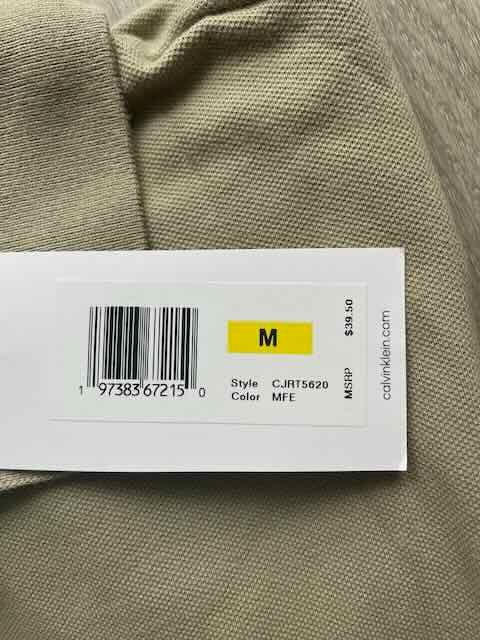 M
1 97383 67215 0
Style CJRT5620
Color MFE
MSRP $39.50
calvinklein.com